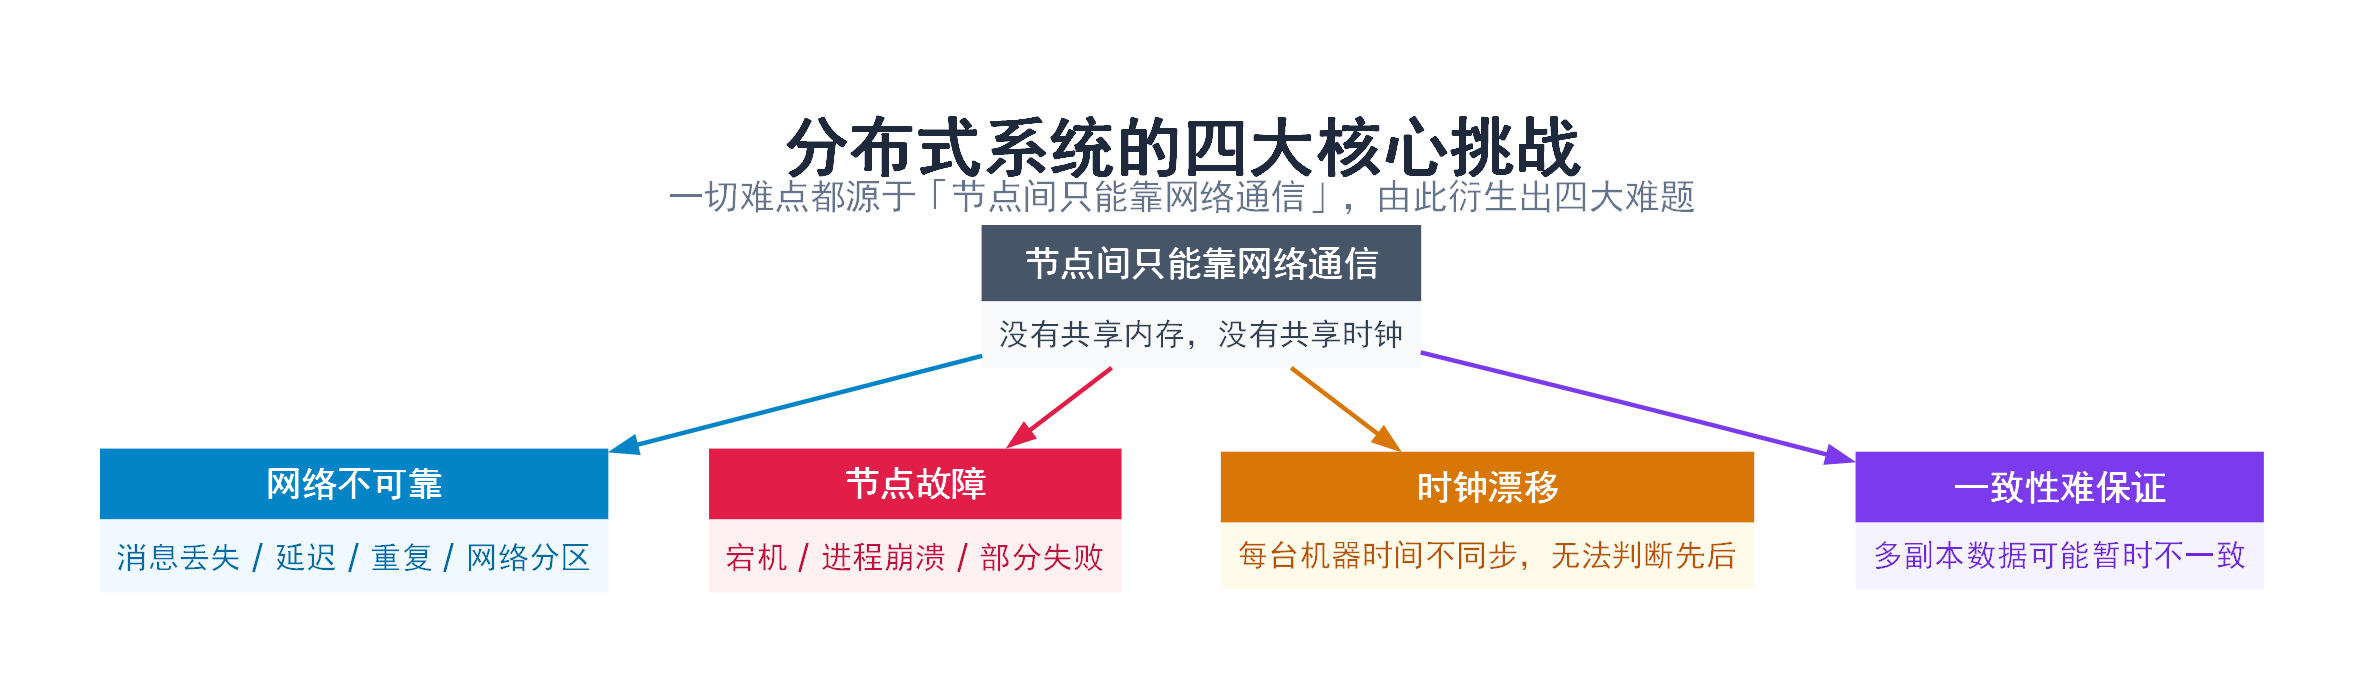 分布式系统的四大核心挑战
一切难点都源于「节点间只能靠网络通信」，由此衍生出四大难题
节点间只能靠网络通信
没有共享内存，没有共享时钟
网络不可靠
消息丢失 / 延迟 / 重复 / 网络分区
节点故障
宕机 / 进程崩溃 / 部分失败
时钟漂移
每台机器时间不同步，无法判断先后
一致性难保证
多副本数据可能暂时不一致